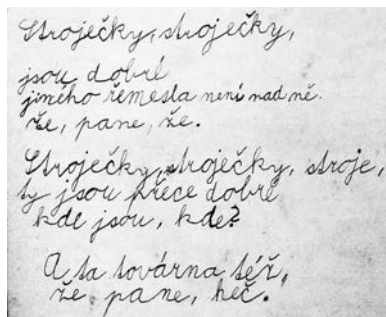 Stroječky, stroječky,
jsou dobré
jiného řemesla není nad ně.
že, pane, že.
Stroječky, stroječky, stroje,
ty jsou přece dobré
kde jsou, kde?
A ta továrna též,
že, pane, heč.